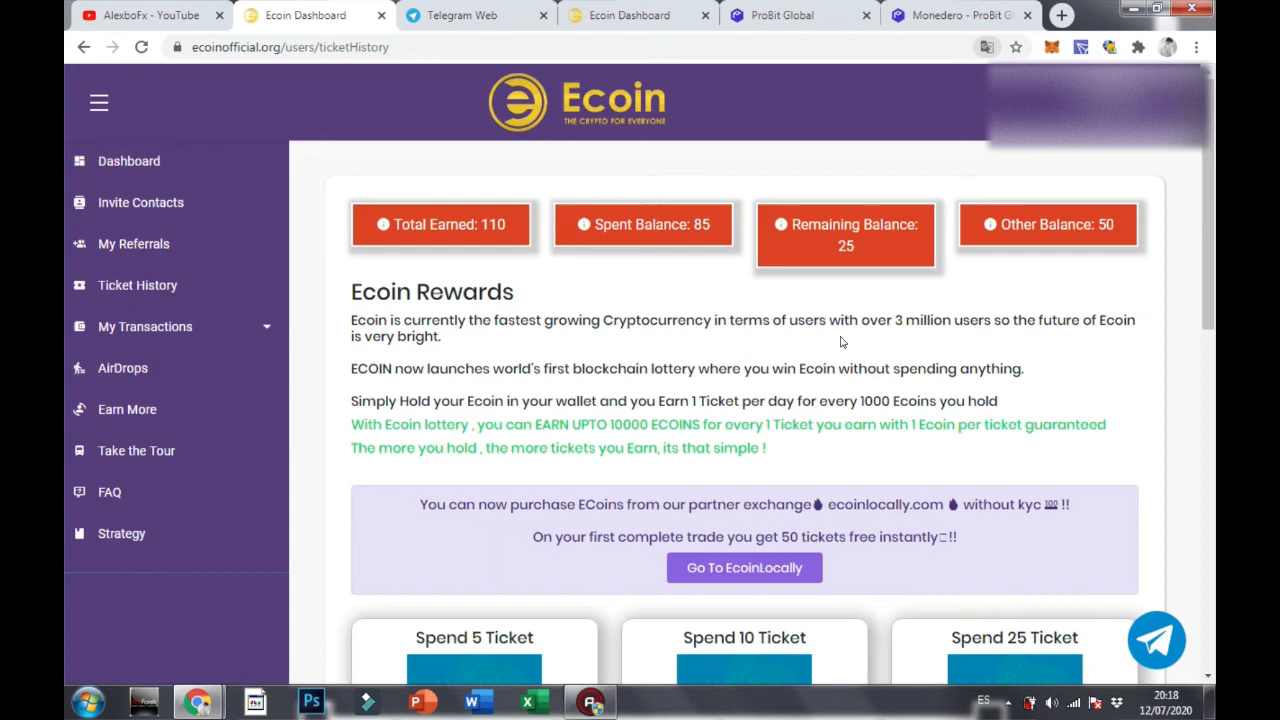 AlexboFx - YouTube
Ecoin Dashboard
Telegram Web
Ecoin Dashboard
ProBit Global
Monedero - ProBit Gl
ecoinofficial.org/users/ticketHistory
Ecoin
THE CRYPTO FOR EVERYONE
Dashboard
Invite Contacts
My Referrals
Ticket History
My Transactions
AirDrops
Earn More
Take the Tour
FAQ
Strategy
Total Earned: 110
Spent Balance: 85
Remaining Balance:
25
Other Balance: 50
Ecoin Rewards
Ecoin is currently the fastest growing Cryptocurrency in terms of users with over 3 million users so the future of Ecoin
is very bright.
ECOIN now launches world's first blockchain lottery where you win Ecoin without spending anything.
Simply Hold your Ecoin in your wallet and you Earn 1 Ticket per day for every 1000 Ecoins you hold
With Ecoin lottery , you can EARN UPTO 10000 ECOINS for every 1 Ticket you earn with 1 Ecoin per ticket guaranteed
The more you hold , the more tickets you Earn, its that simple !
You can now purchase ECoins from our partner exchange ecoinlocally.com without kyc 💯 !!
On your first complete trade you get 50 tickets free instantly!!
Go To EcoinLocally
Spend 5 Ticket
Spend 10 Ticket
Spend 25 Ticket
ES
20:18
12/07/2020